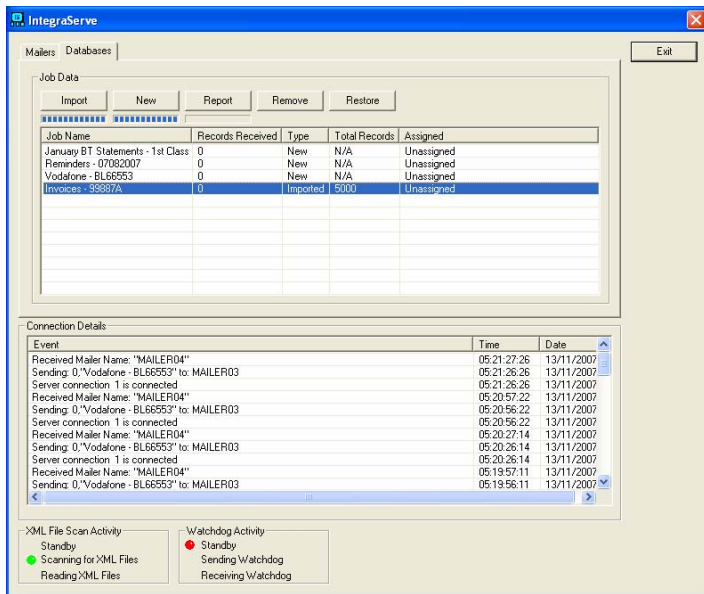 IntegraServe
Mailers Databases Exit
Job Data
Import New Report Remove Restore
Job Name Records Received Type Total Records Assigned
January BT Statements - 1st Class 0 New N/A Unassigned
Reminders - 07082007 0 New N/A Unassigned
Vodafone - BL66553 0 New N/A Unassigned
Invoices - 99887A 0 Imported 5000 Unassigned
Connection Details
Event Time Date
Received Mailer Name: "MAILER04" 05:21:27:26 13/11/2007
Sending: 0,"Vodafone - BL66553" to: MAILER03 05:21:26:26 13/11/2007
Server connection 1 is connected 05:21:26:26 13/11/2007
Received Mailer Name: "MAILER04" 05:20:57:22 13/11/2007
Sending: 0,"Vodafone - BL66553" to: MAILER03 05:20:56:22 13/11/2007
Server connection 1 is connected 05:20:56:22 13/11/2007
Received Mailer Name: "MAILER04" 05:20:27:14 13/11/2007
Sending: 0,"Vodafone - BL66553" to: MAILER03 05:20:26:14 13/11/2007
Server connection 1 is connected 05:20:26:14 13/11/2007
Received Mailer Name: "MAILER04" 05:19:57:11 13/11/2007
Sending: 0,"Vodafone - BL66553" to: MAILER03 05:19:56:11 13/11/2007
XML File Scan Activity Watchdog Activity
Standby Standby
Scanning for XML Files Sending Watchdog
Reading XML Files Receiving Watchdog